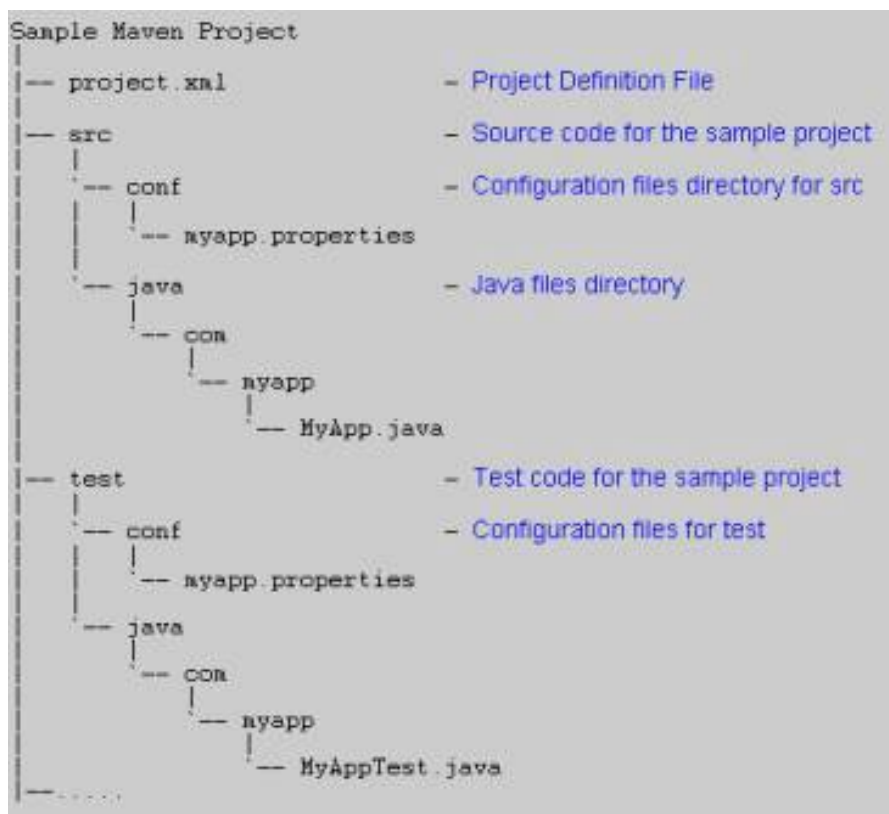 Sample Maven Project
|-- project.xml – Project Definition File
|-- src – Source code for the sample project
`-- conf – Configuration files directory for src
`-- myapp.properties
`-- java – Java files directory
`-- com
`-- myapp
`-- MyApp.java
|-- test – Test code for the sample project
`-- conf – Configuration files for test
`-- myapp.properties
`-- java
`-- com
`-- myapp
`-- MyAppTest.java
|--.....